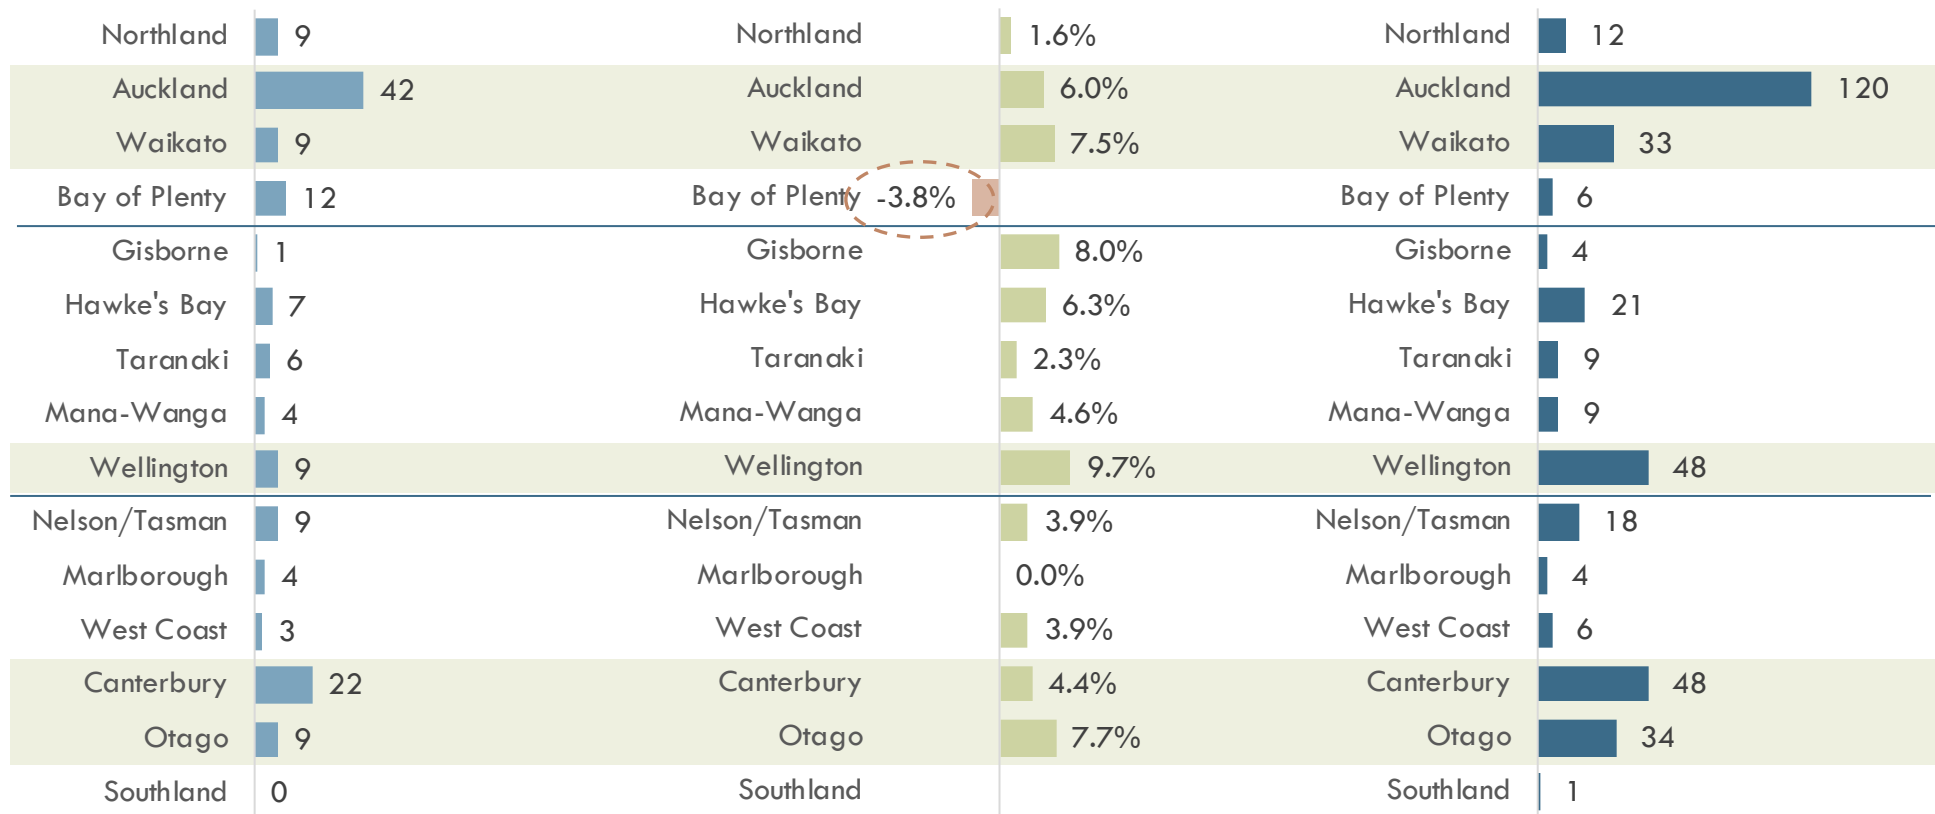 Northland 9 Northland 1.6% Northland 12
Auckland 42 Auckland 6.0% Auckland 120
Waikato 9 Waikato 7.5% Waikato 33
Bay of Plenty 12 Bay of Plenty -3.8% Bay of Plenty 6
Gisborne 1 Gisborne 8.0% Gisborne 4
Hawke's Bay 7 Hawke's Bay 6.3% Hawke's Bay 21
Taranaki 6 Taranaki 2.3% Taranaki 9
Mana-Wanga 4 Mana-Wanga 4.6% Mana-Wanga 9
Wellington 9 Wellington 9.7% Wellington 48
Nelson/Tasman 9 Nelson/Tasman 3.9% Nelson/Tasman 18
Marlborough 4 Marlborough 0.0% Marlborough 4
West Coast 3 West Coast 3.9% West Coast 6
Canterbury 22 Canterbury 4.4% Canterbury 48
Otago 9 Otago 7.7% Otago 34
Southland 0 Southland Southland 1